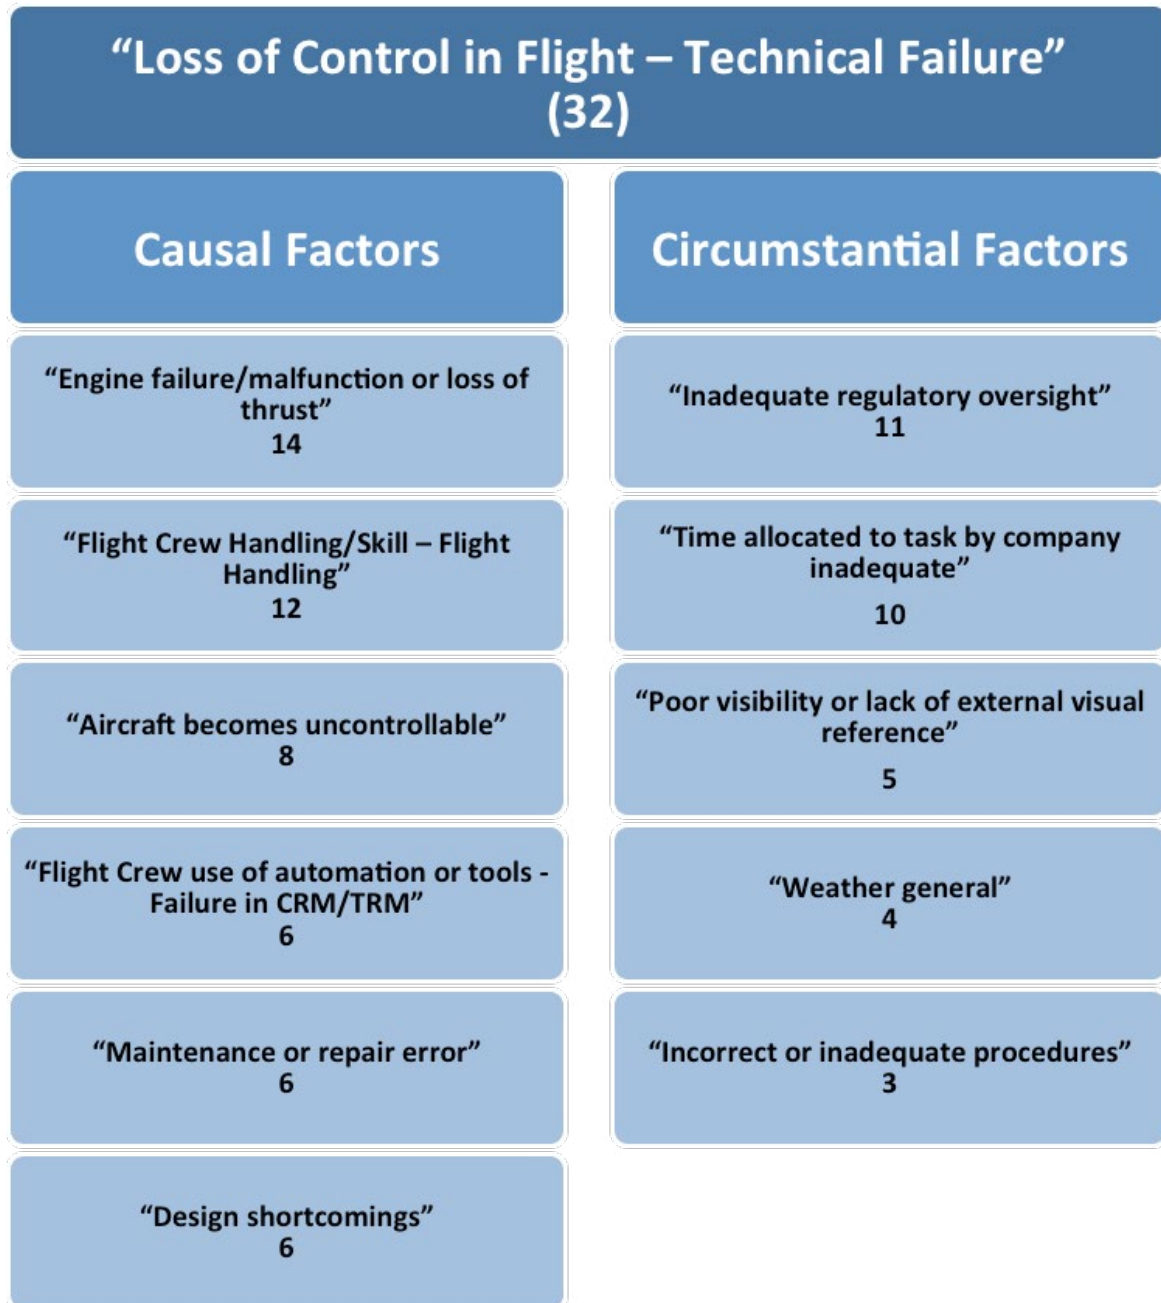 “Loss of Control in Flight – Technical Failure”
(32)
Causal Factors
“Engine failure/malfunction or loss of
thrust”
14
“Flight Crew Handling/Skill – Flight
Handling”
12
“Aircraft becomes uncontrollable”
8
“Flight Crew use of automation or tools -
Failure in CRM/TRM”
6
“Maintenance or repair error”
6
“Design shortcomings”
6
Circumstantial Factors
“Inadequate regulatory oversight”
11
“Time allocated to task by company
inadequate”
10
“Poor visibility or lack of external visual
reference”
5
“Weather general”
4
“Incorrect or inadequate procedures”
3